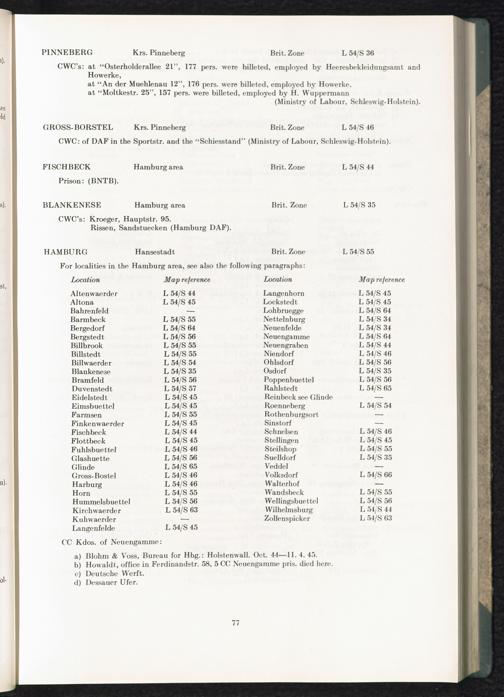 PINNEBERG Krs. Pinneberg Brit. Zone L 54/S 36
CWC's: at "Osterholderallee 21", 177 pers. were billeted, employed by Heeresbekleidungsamt and
Howerke,
at "An der Muehlenau 12", 176 pers. were billeted, employed by Howerke.
at "Moltkestr. 25", 157 pers. were billeted, employed by H. Wuppermann
(Ministry of Labour, Schleswig-Holstein).
GROSS-BORSTEL Krs. Pinneberg Brit. Zone L 54/S 46
CWC: of DAF in the Sportstr. and the "Schiesstand" (Ministry of Labour, Schleswig-Holstein).
FISCHBECK Hamburg area Brit. Zone L 54/S 44
Prison: (BNTB).
BLANKENESE Hamburg area Brit. Zone L 54/S 35
CWC's: Kroeger, Hauptstr. 95.
Rissen, Sandstuecken (Hamburg DAF).
HAMBURG Hansestadt Brit. Zone L 54/S 55
For localities in the Hamburg area, see also the following paragraphs:
Location Map reference Location Map reference
Altenwaerder L 54/S 44 Langenhorn L 54/S 45
Altona L 54/S 45 Lockstedt L 54/S 45
Bahrenfeld — Lohbruegge L 54/S 64
Barmbeck L 54/S 55 Nettelnburg L 54/S 34
Bergedorf L 54/S 64 Neuenfelde L 54/S 34
Bergstedt L 54/S 56 Neuengamme L 54/S 64
Billbrook L 54/S 55 Neuengraben L 54/S 44
Billstedt L 54/S 55 Niendorf L 54/S 46
Billwaerder L 54/S 54 Ohlsdorf L 54/S 56
Blankenese L 54/S 35 Osdorf L 54/S 35
Bramfeld L 54/S 56 Poppenbuettel L 54/S 56
Duvenstedt L 54/S 57 Rahlstedt L 54/S 65
Eidelstedt L 54/S 45 Reinbeck see Glinde —
Eimsbuettel L 54/S 45 Roenneberg L 54/S 54
Farmsen L 54/S 55 Rothenburgsort —
Finkenwaerder L 54/S 45 Sinstorf —
Fischbeck L 54/S 44 Schnelsen L 54/S 46
Flottbeck L 54/S 45 Stellingen L 54/S 45
Fuhlsbuettel L 54/S 46 Steilshop L 54/S 55
Glashuette L 54/S 56 Suelldorf L 54/S 35
Glinde L 54/S 65 Veddel —
Gross-Bostel L 54/S 46 Volksdorf L 54/S 66
Harburg L 54/S 46 Walterhof —
Horn L 54/S 55 Wandsbeck L 54/S 55
Hummelsbuettel L 54/S 56 Wellingsbuettel L 54/S 56
Kirchwaerder L 54/S 63 Wilhelmsburg L 54/S 44
Kuhwaerder — Zollenspicker L 54/S 63
Langenfelde L 54/S 45
CC Kdos. of Neuengamme:
a) Blohm & Voss, Bureau for Hbg.: Holstenwall. Oct. 44—11. 4. 45.
b) Howaldt, office in Ferdinandstr. 58, 5 CC Neuengamme pris. died here.
c) Deutsche Werft.
d) Dessauer Ufer.
77